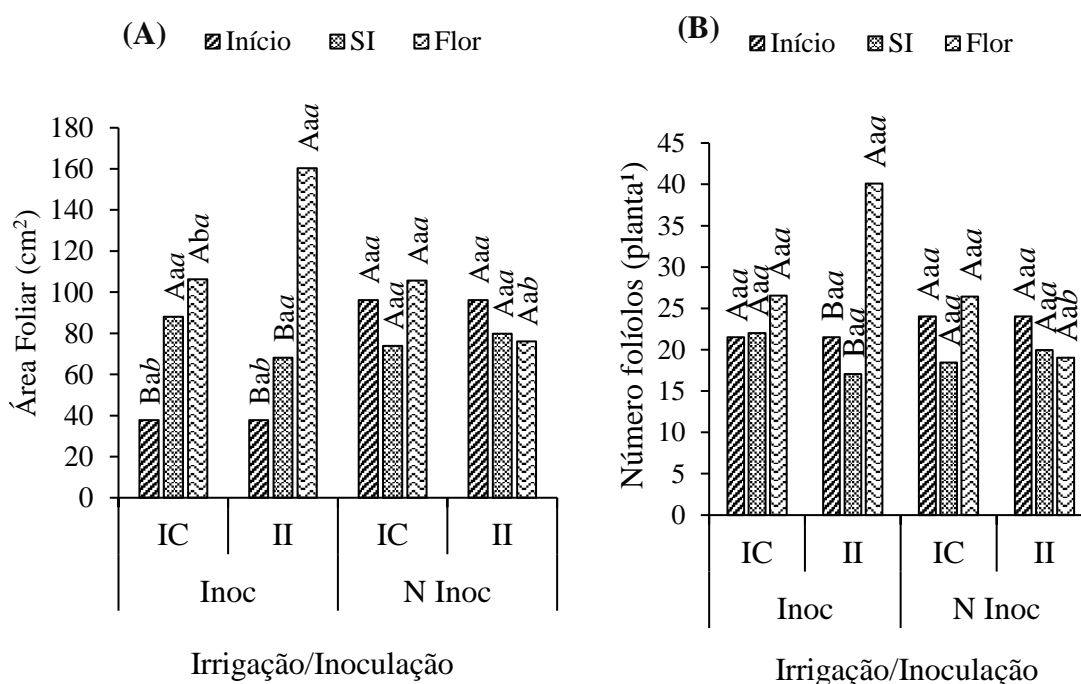 (A)
Início SI Flor
Área Foliar (cm²)
180
160
140
120
100
80
60
40
20
0
Bab
Aaa
Aba
Bab
Baa
Aaa
Aaa
Aaa
Aaa
Aaa
Aaa
Aab
IC II IC II
Inoc N Inoc
Irrigação/Inoculação
(B)
Início SI Flor
Número folíolos (planta¹)
45
40
35
30
25
20
15
10
5
0
Aaa
Aaa
Aaa
Baa
Baa
Aaa
Aaa
Aaa
Aaa
Aaa
Aaa
Aab
IC II IC II
Inoc N Inoc
Irrigação/Inoculação